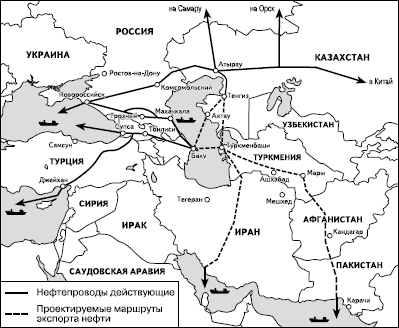 на Самару
на Орск
РОССИЯ
УКРАИНА
КАЗАХСТАН
Атырау
Ростов-на-Дону
в Китай
Комсомольский
Тенгиз
Новороссийск
Махачкала
Грозный
Актау
УЗБЕКИСТАН
Супса
Тбилиси
Самсун
Баку
Туркменбаши
ТУРЦИЯ
ТУРКМЕНИЯ
Джейхан
Ашхабад
Мары
СИРИЯ
Тегеран
Мешхед
АФГАНИСТАН
ИРАК
ИРАН
Кандагар
ПАКИСТАН
САУДОВСКАЯ АРАВИЯ
Карачи
Нефтепроводы действующие
Проектируемые маршруты
экспорта нефти